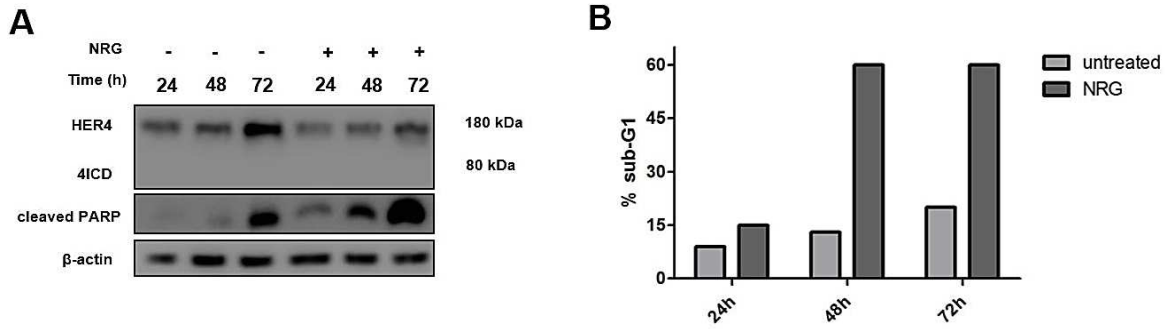 A
NRG - - - + + +
Time (h) 24 48 72 24 48 72
HER4 180 kDa
4ICD 80 kDa
cleaved PARP
β-actin
B
% sub-G1
60
45
30
15
0
24h 48h 72h
untreated
NRG